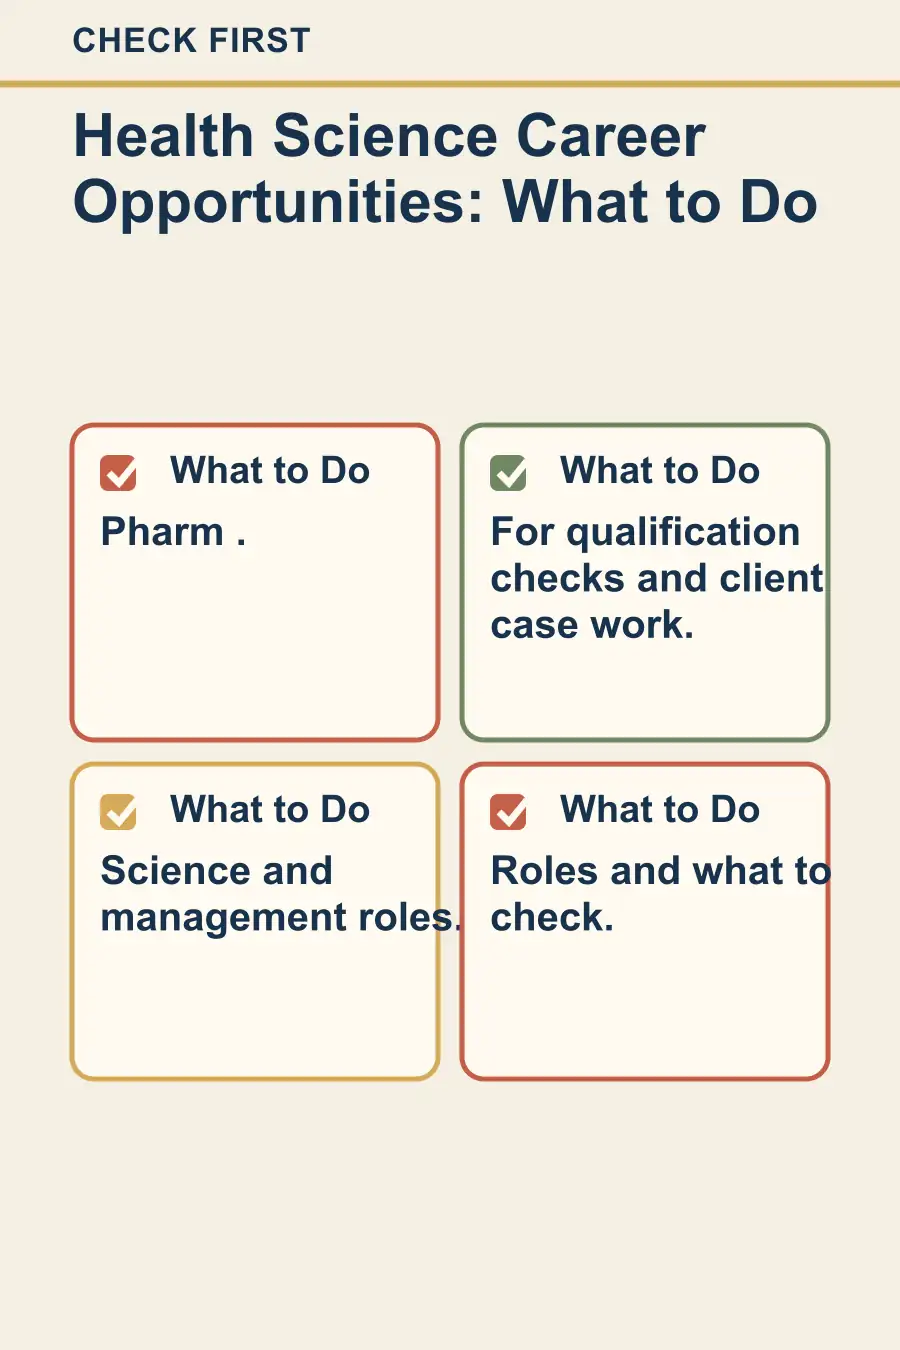 CHECK FIRST
Health Science Career
Opportunities: What to Do
What to Do
Pharm .
What to Do
For qualification
checks and client
case work.
What to Do
Science and
management roles.
What to Do
Roles and what to
check.